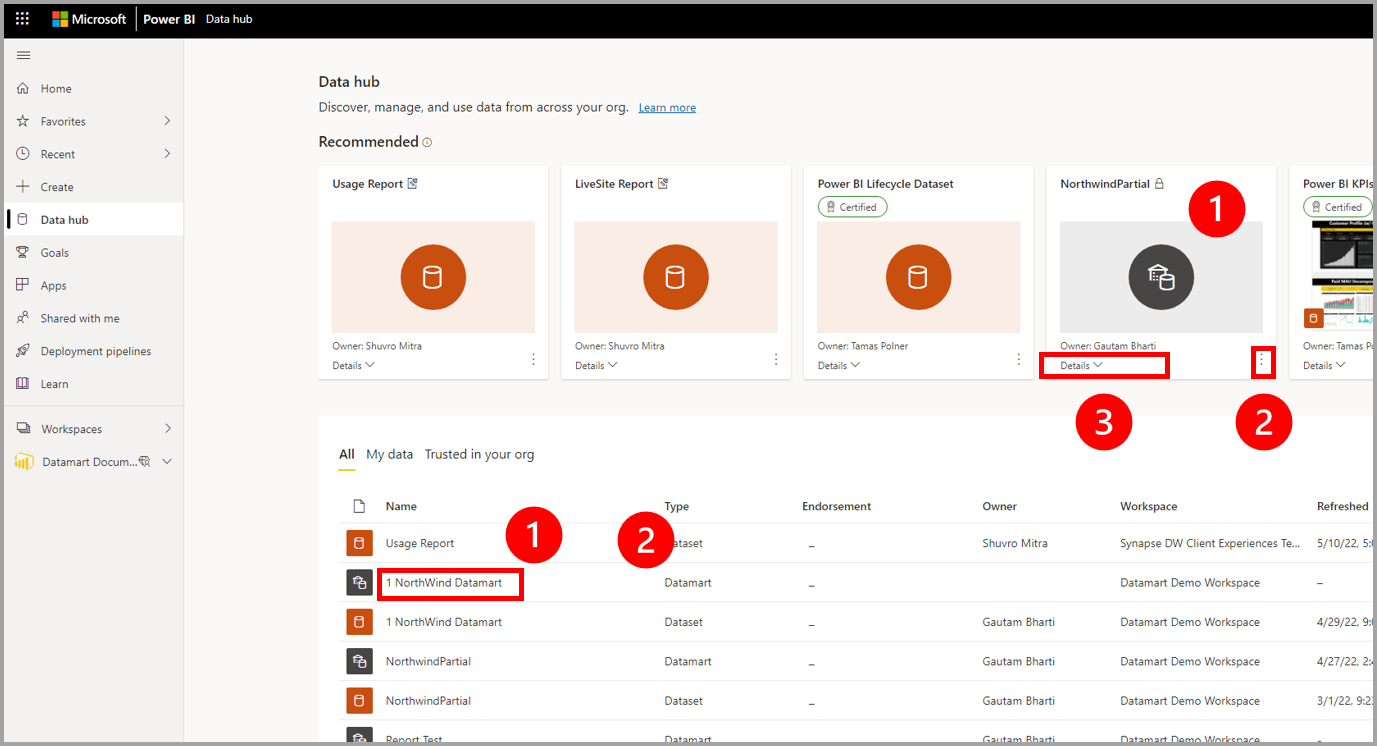 Microsoft Power BI Data hub
Home
Favorites
Recent
Create
Data hub
Goals
Apps
Shared with me
Deployment pipelines
Learn
Workspaces
Datamart Docum...
Data hub
Discover, manage, and use data from across your org. Learn more
Recommended
Usage Report
Owner: Shuvro Mitra
Details
LiveSite Report
Owner: Shuvro Mitra
Details
Power BI Lifecycle Dataset
Certified
Owner: Tamas Polner
Details
NorthwindPartial
1
Owner: Gautam Bharti
Details
3
2
Power BI KPIs
Certified
Owner: Tamas Po
Details
All My data Trusted in your org
Name Type Endorsement Owner Workspace Refreshed
1
2
Usage Report ataset – Shuvro Mitra Synapse DW Client Experiences Te... 5/10/22, 5:0
1 NorthWind Datamart Datamart – Datamart Demo Workspace –
1 NorthWind Datamart Dataset – Gautam Bharti Datamart Demo Workspace 4/29/22, 9:0
NorthwindPartial Datamart – Gautam Bharti Datamart Demo Workspace 4/27/22, 2:4
NorthwindPartial Dataset – Gautam Bharti Datamart Demo Workspace 3/1/22, 9:2
Report Test Datamart Gautam Bharti Datamart Demo Workspace